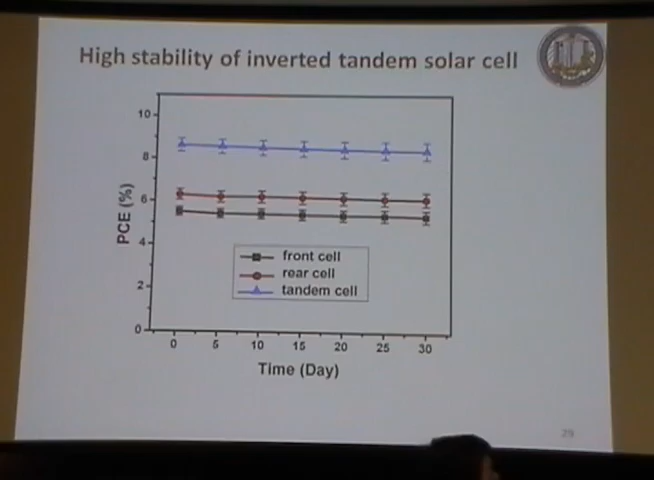 High stability of inverted tandem solar cell
10
8
6
4
2
0
PCE (%)
front cell
rear cell
tandem cell
0 5 10 15 20 25 30
Time (Day)